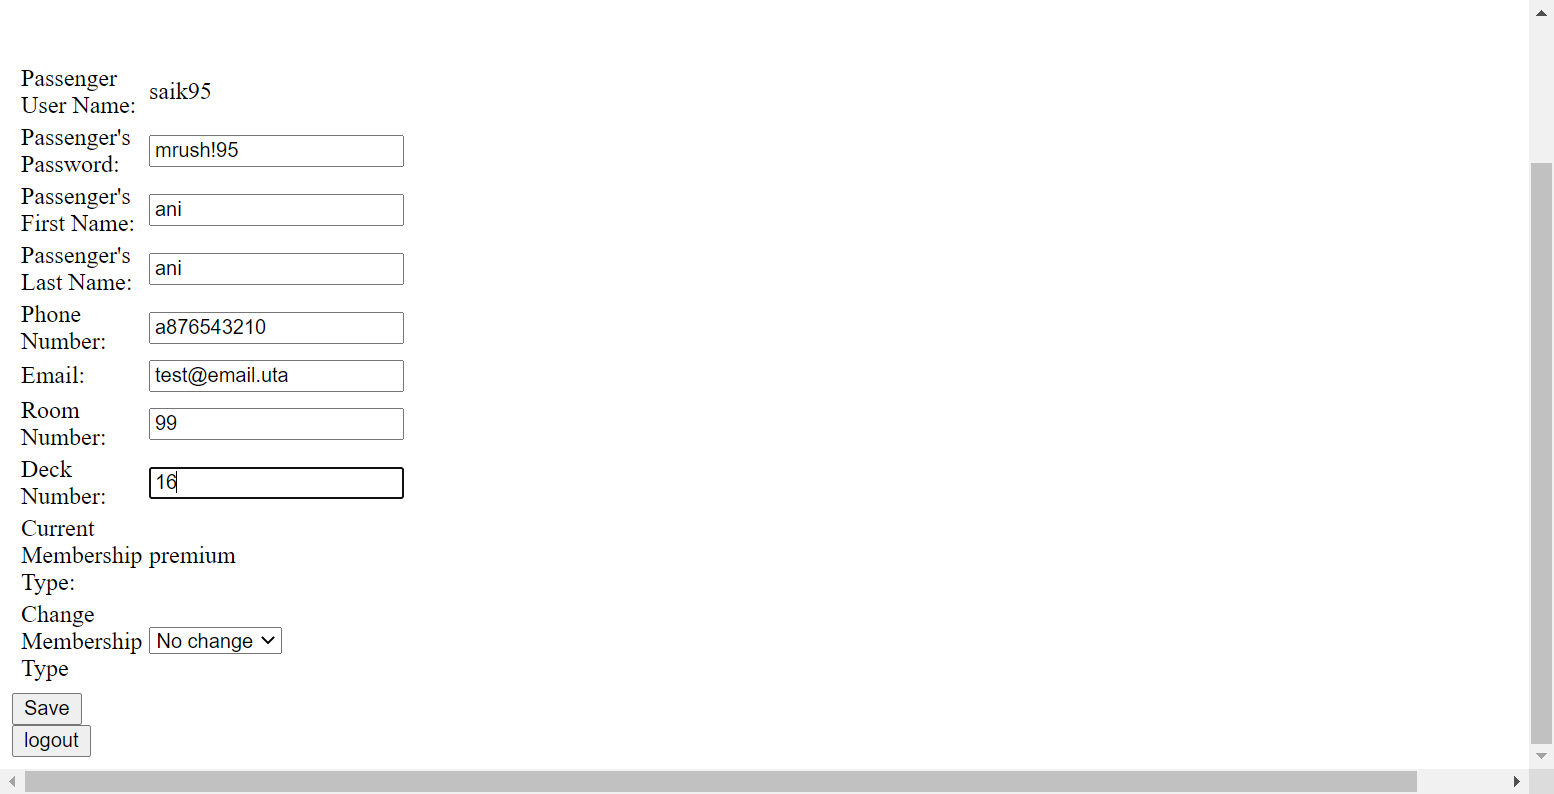 Passenger
User Name: saik95
Passenger's
Password: mrush!95
Passenger's
First Name: ani
Passenger's
Last Name: ani
Phone
Number: a876543210
Email: test@email.uta
Room
Number: 99
Deck
Number: 16
Current
Membership premium
Type:
Change
Membership No change
Type
Save
logout